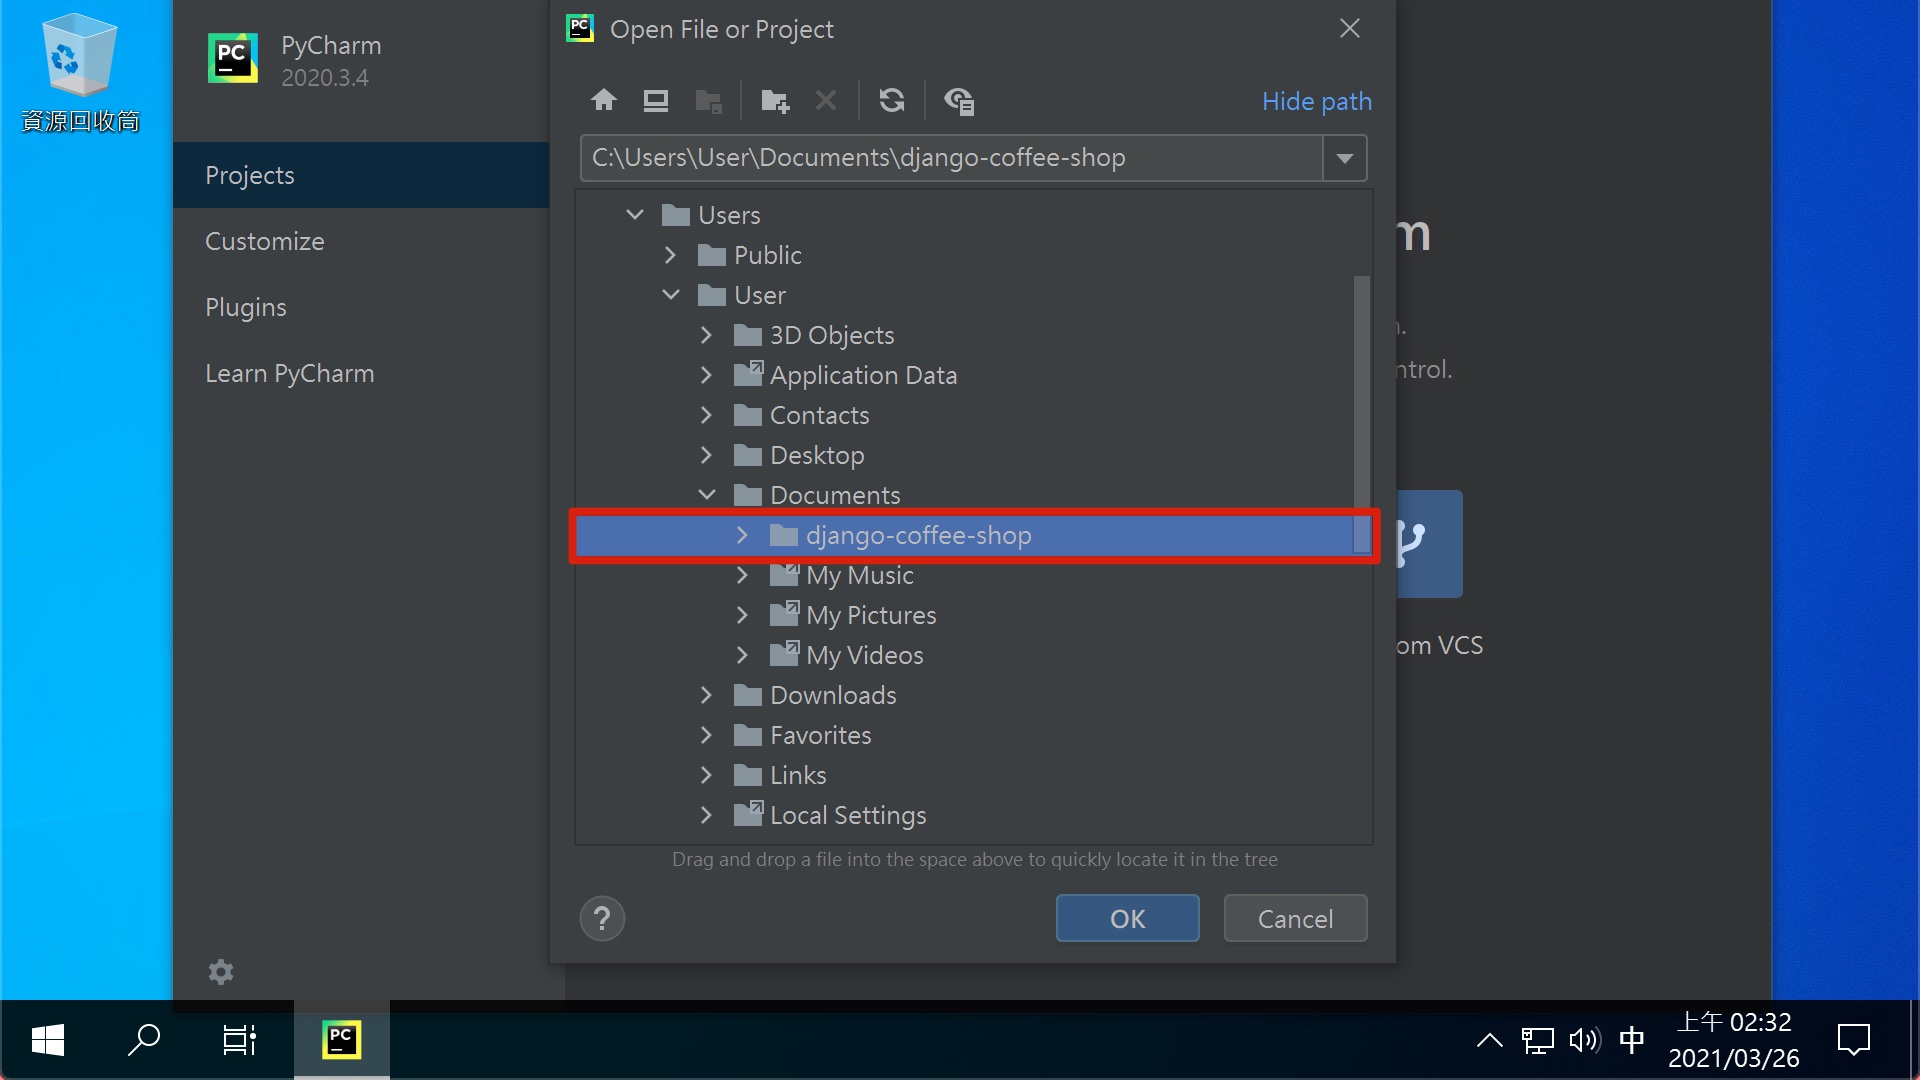 資源回收筒
PC
PyCharm
2020.3.4
Projects
Customize
Plugins
Learn PyCharm
PC
Open File or Project
Hide path
C:\Users\User\Documents\django-coffee-shop
Users
Public
User
3D Objects
Application Data
Contacts
Desktop
Documents
django-coffee-shop
My Music
My Pictures
My Videos
Downloads
Favorites
Links
Local Settings
Drag and drop a file into the space above to quickly locate it in the tree
?
OK
Cancel
m
.
ntrol.
om VCS
PC
中
上午 02:32
2021/03/26